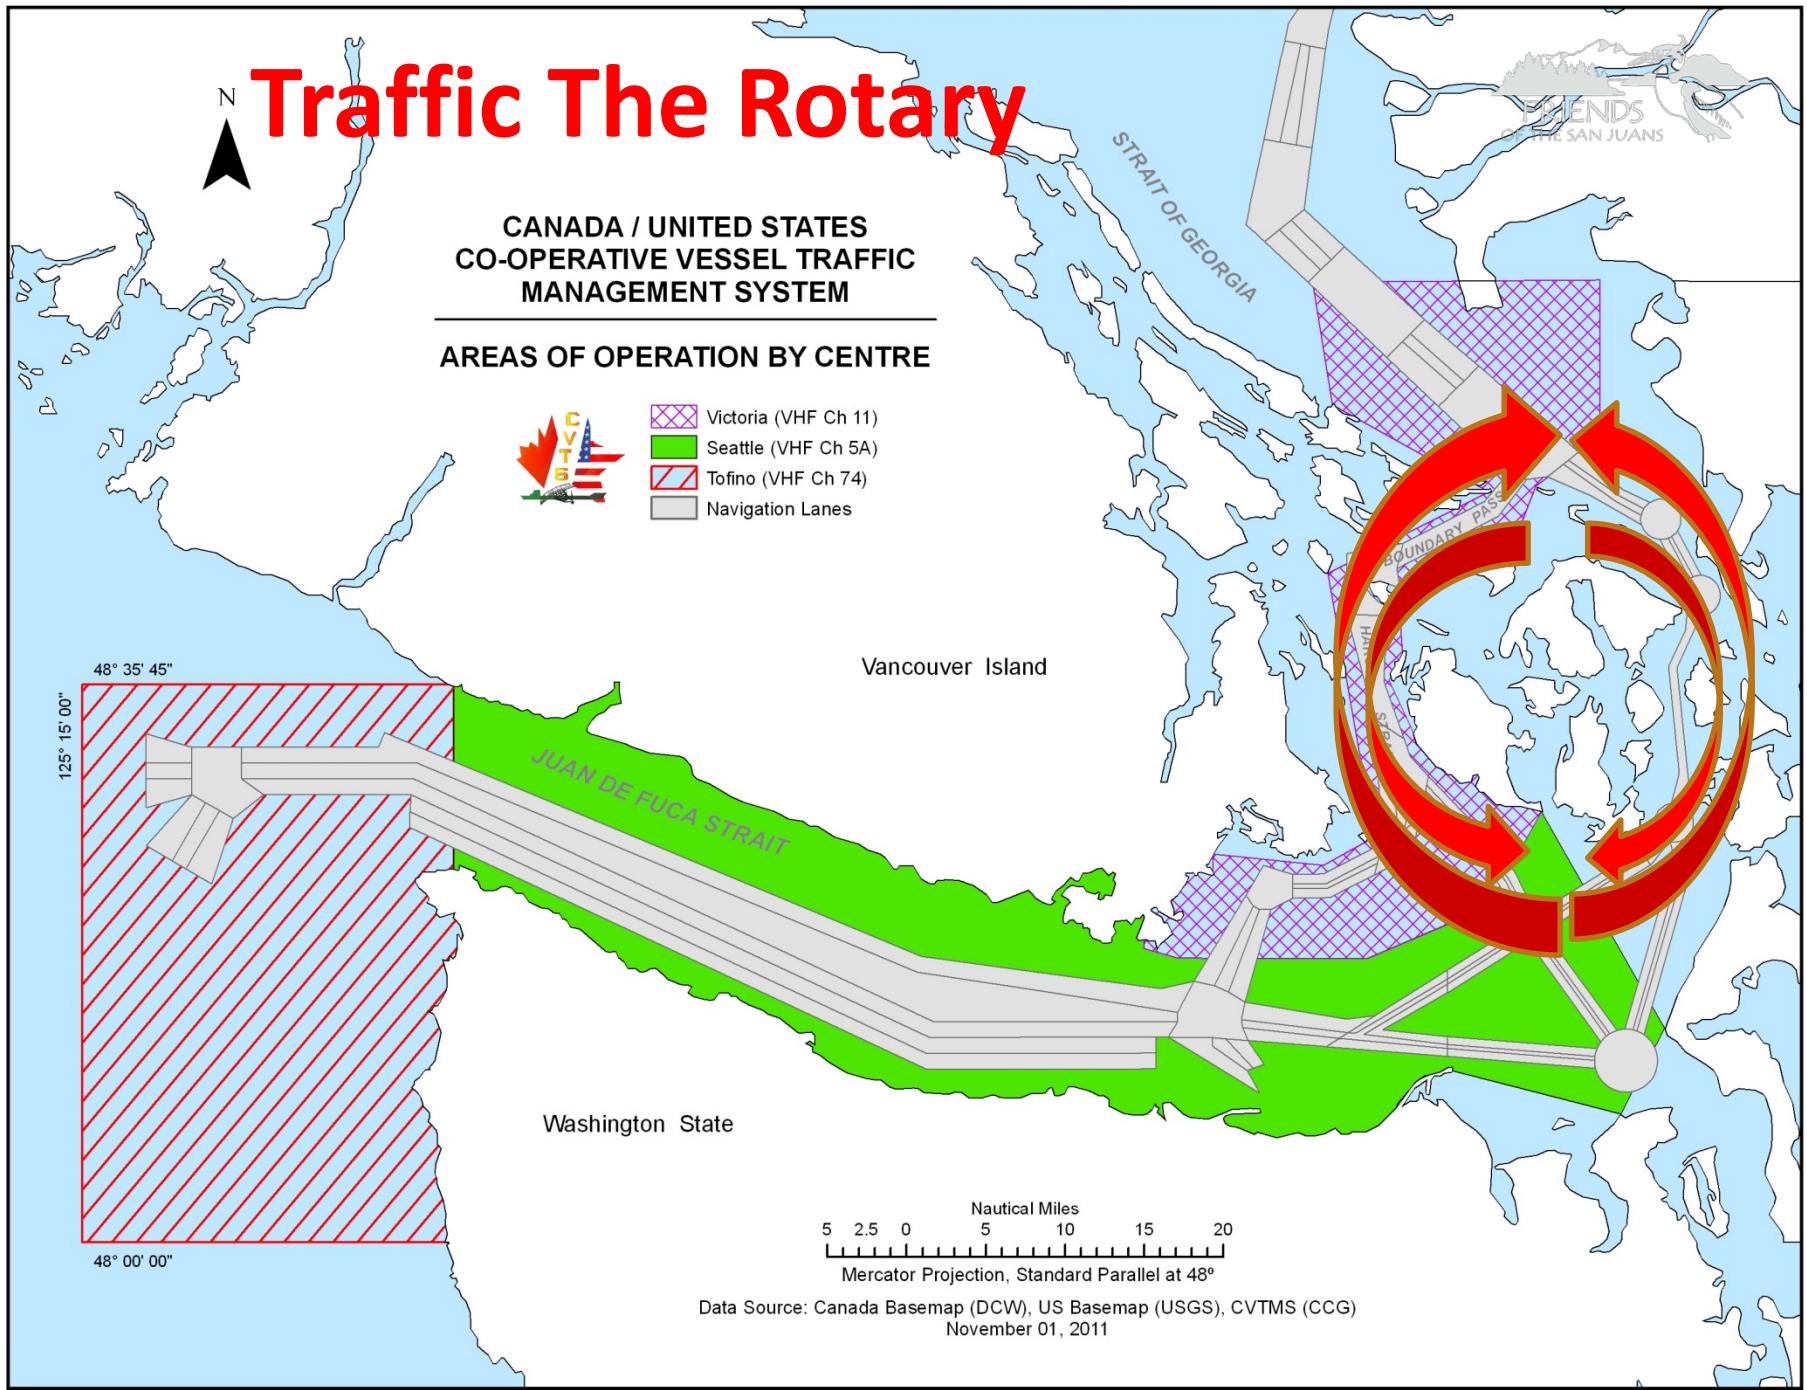 Traffic The Rotary
N
FRIENDS
OF THE SAN JUANS
CANADA / UNITED STATES
CO-OPERATIVE VESSEL TRAFFIC
MANAGEMENT SYSTEM
AREAS OF OPERATION BY CENTRE
CVTS
Victoria (VHF Ch 11)
Seattle (VHF Ch 5A)
Tofino (VHF Ch 74)
Navigation Lanes
STRAIT OF GEORGIA
BOUNDARY PASS
Vancouver Island
48° 35' 45"
125° 15' 00"
JUAN DE FUCA STRAIT
Washington State
48° 00' 00"
Nautical Miles
5 2.5 0 5 10 15 20
Mercator Projection, Standard Parallel at 48º
Data Source: Canada Basemap (DCW), US Basemap (USGS), CVTMS (CCG)
November 01, 2011